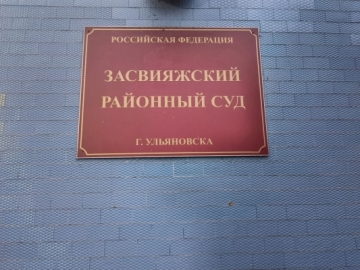 РОССИЙСКАЯ ФЕДЕРАЦИЯ
ЗАСВИЯЖСКИЙ
РАЙОННЫЙ СУД
Г. УЛЬЯНОВСКА